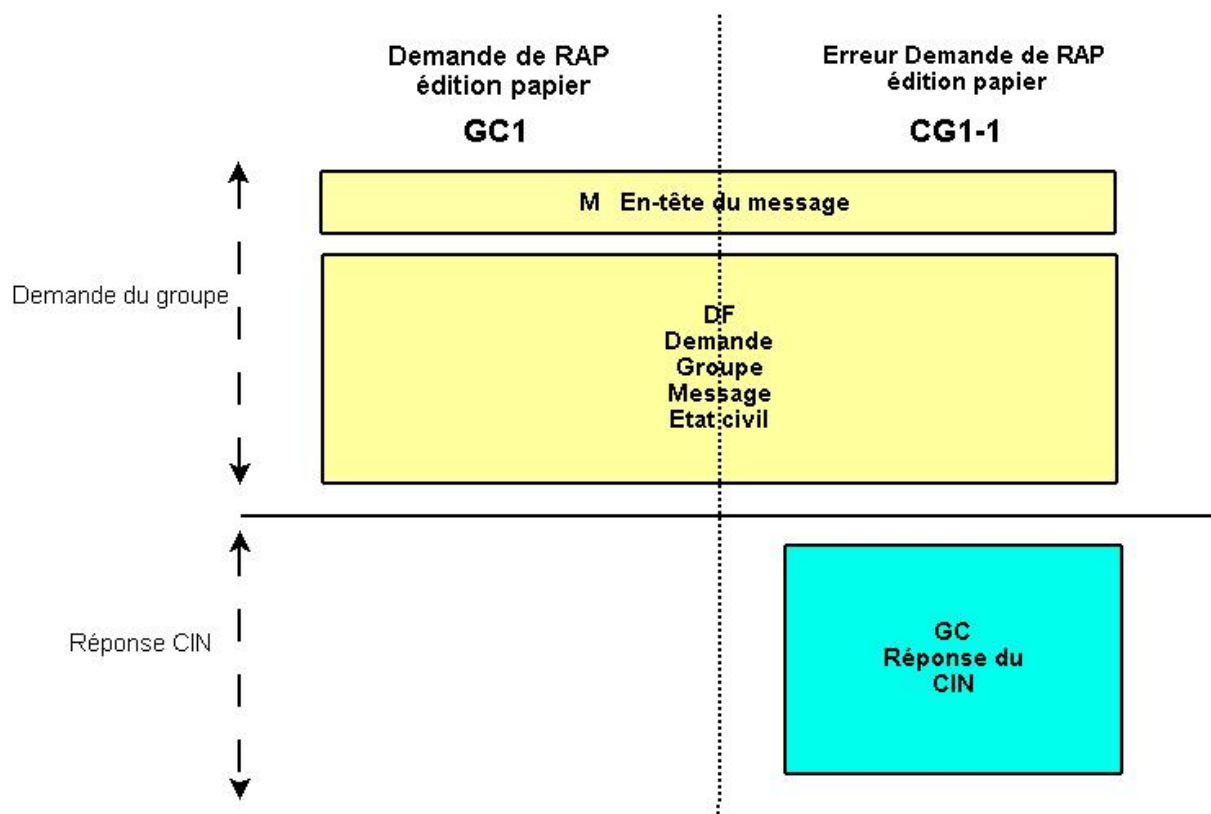 Demande de RAP
édition papier
GC1
Erreur Demande de RAP
édition papier
CG1-1
M En-tête du message
Demande du groupe
DF
Demande
Groupe
Message
Etat civil
Réponse CIN
GC
Réponse du
CIN